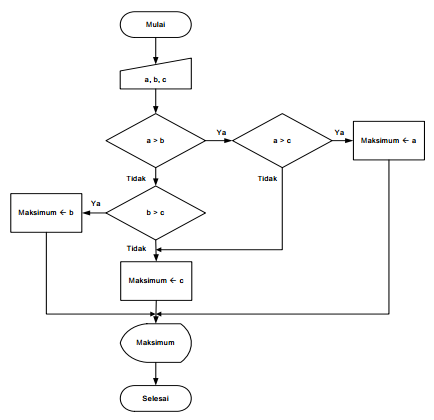 Mulai
a, b, c
a > b
Ya
a > c
Ya
Maksimum ← a
Tidak
Tidak
Maksimum ← b
Ya
b > c
Tidak
Maksimum ← c
Maksimum
Selesai